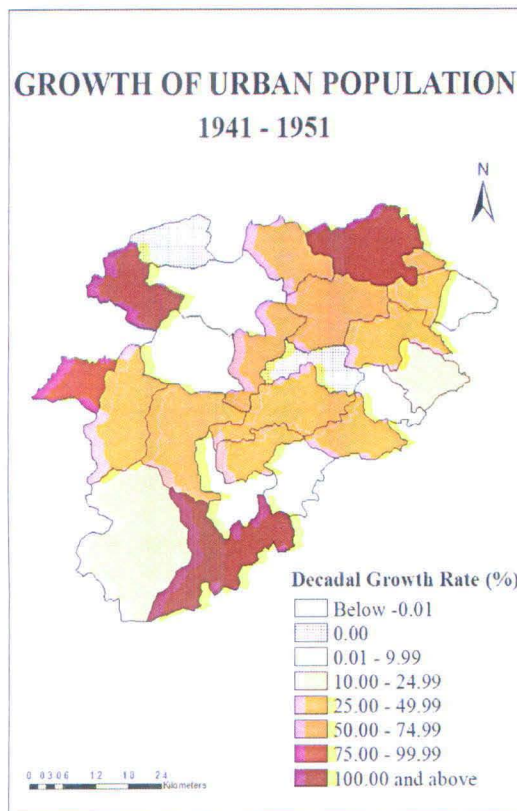 GROWTH OF URBAN POPULATION
1941 - 1951
N
Decadal Growth Rate (%)
Below -0.01
0.00
0.01 - 9.99
10.00 - 24.99
25.00 - 49.99
50.00 - 74.99
75.00 - 99.99
100.00 and above
Kilometers